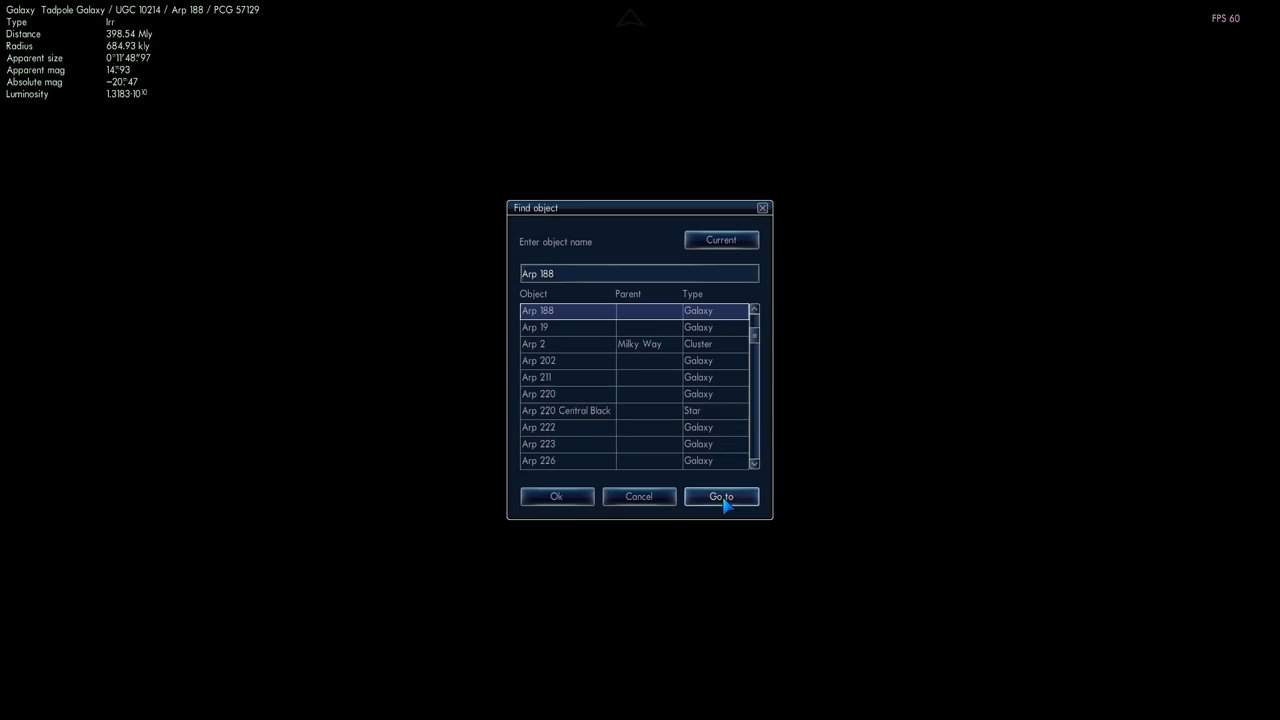 Galaxy Tadpole Galaxy / UGC 10214 / Arp 188 / PCG 57129
Type Irr
Distance 398.54 Mly
Radius 684.93 kly
Apparent size 0°11'48."97
Apparent mag 14.ᵐ93
Absolute mag −20.ᵐ47
Luminosity 1.3183·10¹⁰
FPS 60
Find object
Enter object name
Current
Arp 188
Object Parent Type
Arp 188 Galaxy
Arp 19 Galaxy
Arp 2 Milky Way Cluster
Arp 202 Galaxy
Arp 211 Galaxy
Arp 220 Galaxy
Arp 220 Central Black Star
Arp 222 Galaxy
Arp 223 Galaxy
Arp 226 Galaxy
Ok Cancel Go to